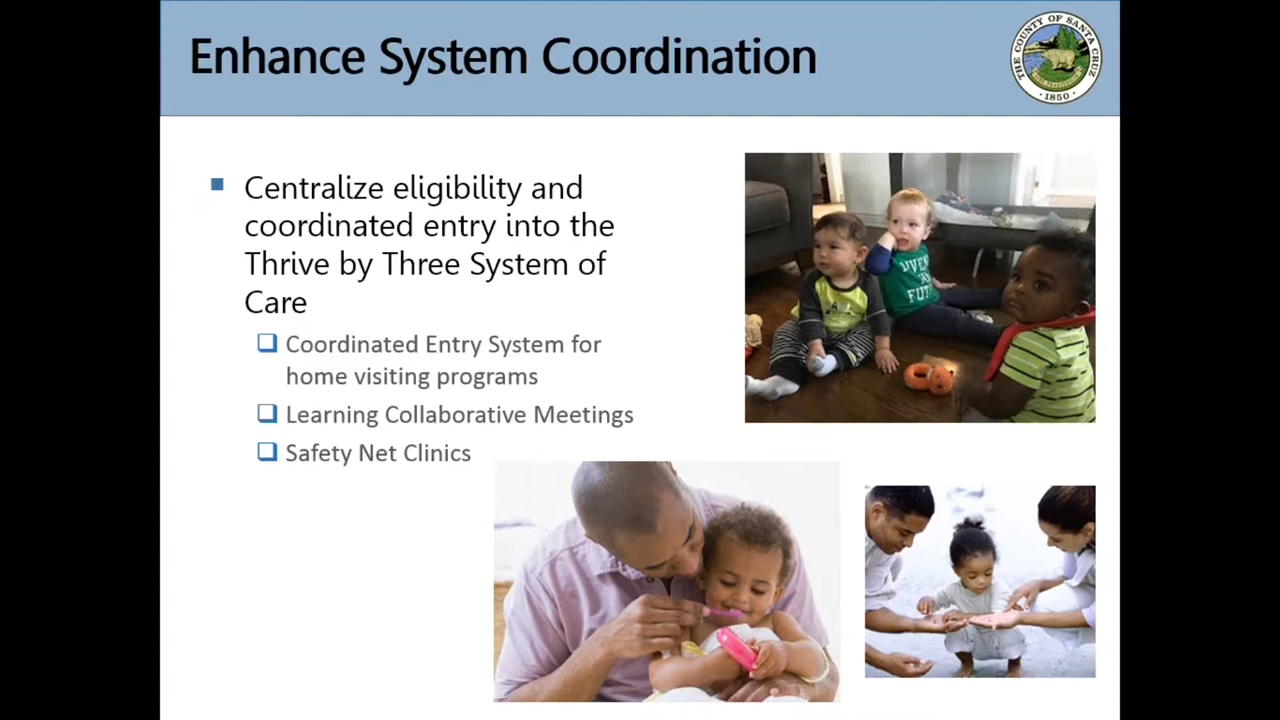 Enhance System Coordination
THE COUNTY OF SANTA CRUZ
1850
Centralize eligibility and
coordinated entry into the
Thrive by Three System of
Care
Coordinated Entry System for
home visiting programs
Learning Collaborative Meetings
Safety Net Clinics